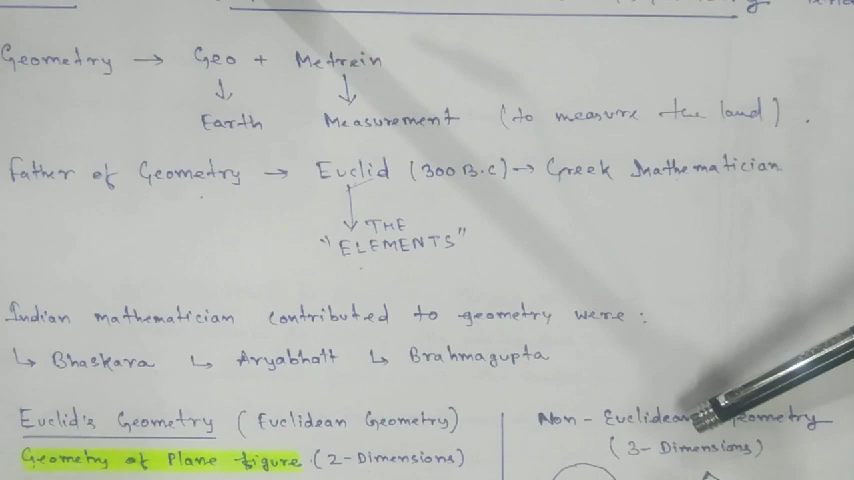 Geometry → Geo + Metrein
↓ ↓
Earth Measurement (to measure the land).
Father of Geometry → Euclid (300 B.C) → Greek Mathematician
↓ THE
"ELEMENTS"
Indian mathematician contributed to geometry were:
↳ Bhaskara ↳ Aryabhatt ↳ Brahmagupta
Euclid's Geometry (Euclidean Geometry)
Geometry of Plane figure (2-Dimensions)
Non-Euclidean Geometry
(3-Dimensions)